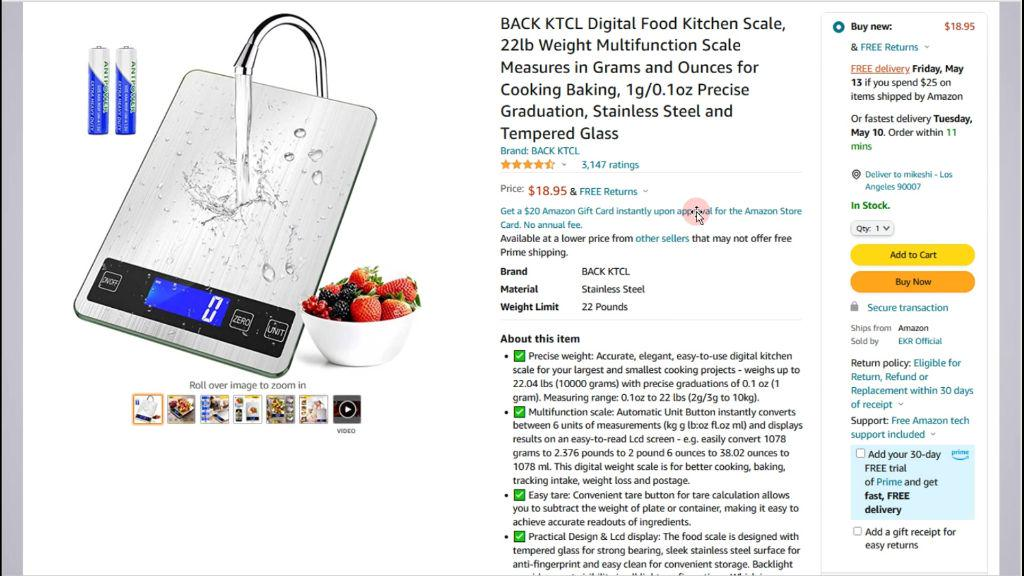 BACK KTCL Digital Food Kitchen Scale,
22lb Weight Multifunction Scale
Measures in Grams and Ounces for
Cooking Baking, 1g/0.1oz Precise
Graduation, Stainless Steel and
Tempered Glass
Brand: BACK KTCL
3,147 ratings
Price: $18.95 & FREE Returns
Get a $20 Amazon Gift Card instantly upon approval for the Amazon Store
Card. No annual fee.
Available at a lower price from other sellers that may not offer free
Prime shipping.
Brand BACK KTCL
Material Stainless Steel
Weight Limit 22 Pounds
About this item
✅ Precise weight: Accurate, elegant, easy-to-use digital kitchen
scale for your largest and smallest cooking projects - weighs up to
22.04 lbs (10000 grams) with precise graduations of 0.1 oz (1
gram). Measuring range: 0.1oz to 22 lbs (2g/3g to 10kg).
✅ Multifunction scale: Automatic Unit Button instantly converts
between 6 units of measurements (kg g lb:oz fl.oz ml) and displays
results on an easy-to-read Lcd screen - e.g. easily convert 1078
grams to 2.376 pounds to 2 pound 6 ounces to 38.02 ounces to
1078 ml. This digital weight scale is for better cooking, baking,
tracking intake, weight loss and postage.
✅ Easy tare: Convenient tare button for tare calculation allows
you to subtract the weight of plate or container, making it easy to
achieve accurate readouts of ingredients.
✅ Practical Design & Lcd display: The food scale is designed with
tempered glass for strong bearing, sleek stainless steel surface for
anti-fingerprint and easy clean for convenient storage. Backlight
Buy new: $18.95
& FREE Returns
FREE delivery Friday, May
13 if you spend $25 on
items shipped by Amazon
Or fastest delivery Tuesday,
May 10. Order within 11
mins
Deliver to mikeshi - Los
Angeles 90007
In Stock.
Qty: 1
Add to Cart
Buy Now
Secure transaction
Ships from Amazon
Sold by EKR Official
Return policy: Eligible for
Return, Refund or
Replacement within 30 days
of receipt
Support: Free Amazon tech
support included
Add your 30-day prime
FREE trial
of Prime and get
fast, FREE
delivery
Add a gift receipt for
easy returns
ON/OFF
0
ZERO
UNIT
Roll over image to zoom in
VIDEO